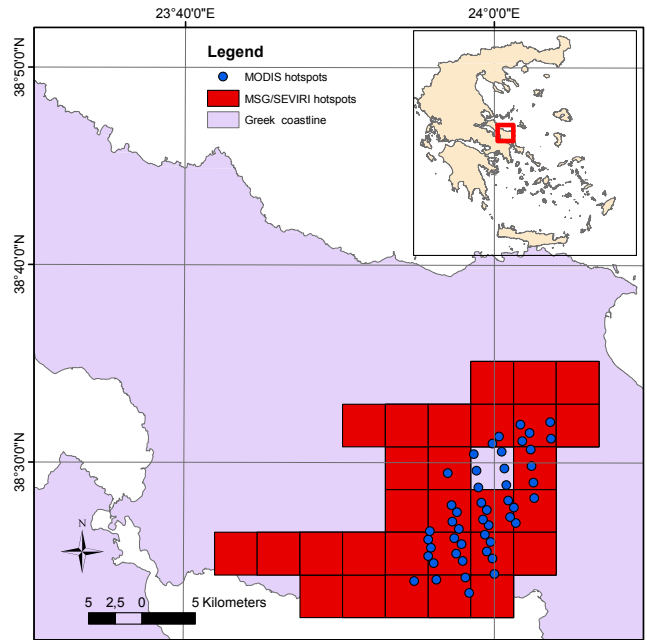 23°40'0"E
24°0'0"E
38°50'0"N
38°40'0"N
38°30'0"N
Legend
MODIS hotspots
MSG/SEVIRI hotspots
Greek coastline
N
5 2,5 0 5 Kilometers